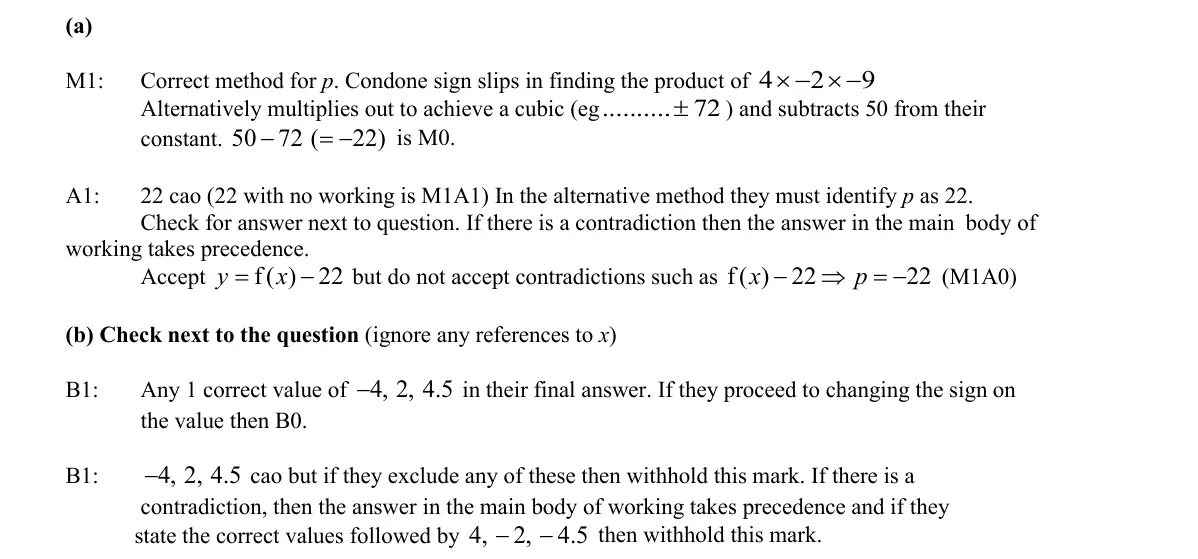 (a)
M1: Correct method for p. Condone sign slips in finding the product of 4×−2×−9
Alternatively multiplies out to achieve a cubic (eg..........± 72 ) and subtracts 50 from their
constant. 50 − 72 (= −22) is M0.
A1: 22 cao (22 with no working is M1A1) In the alternative method they must identify p as 22.
Check for answer next to question. If there is a contradiction then the answer in the main body of
working takes precedence.
Accept y = f(x) − 22 but do not accept contradictions such as f(x) − 22 ⇒ p = −22 (M1A0)
(b) Check next to the question (ignore any references to x)
B1: Any 1 correct value of −4, 2, 4.5 in their final answer. If they proceed to changing the sign on
the value then B0.
B1: −4, 2, 4.5 cao but if they exclude any of these then withhold this mark. If there is a
contradiction, then the answer in the main body of working takes precedence and if they
state the correct values followed by 4, −2, −4.5 then withhold this mark.